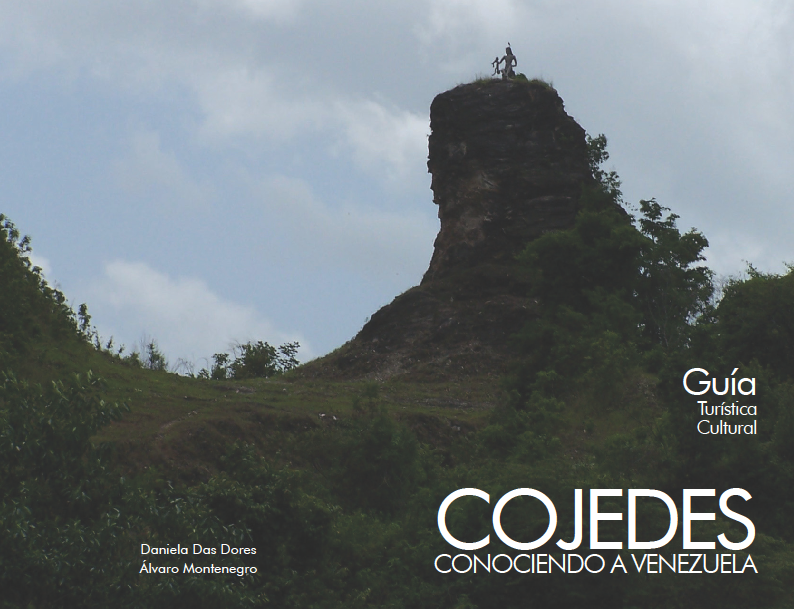 Guía
Turística
Cultural
COJEDES
CONOCIENDO A VENEZUELA
Daniela Das Dores
Álvaro Montenegro